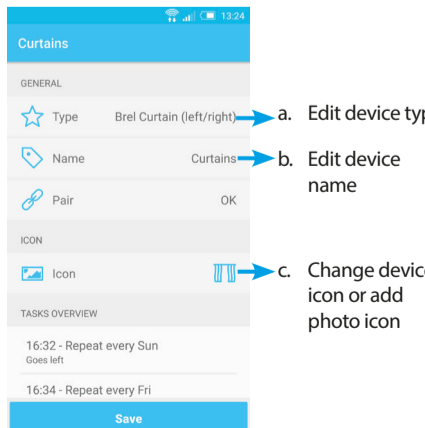 13:24
Curtains
GENERAL
Type Brel Curtain (left/right)
a. Edit device typ
Name Curtains
b. Edit device
name
Pair OK
ICON
Icon
c. Change device
icon or add
photo icon
TASKS OVERVIEW
16:32 - Repeat every Sun
Goes left
16:34 - Repeat every Fri
Save